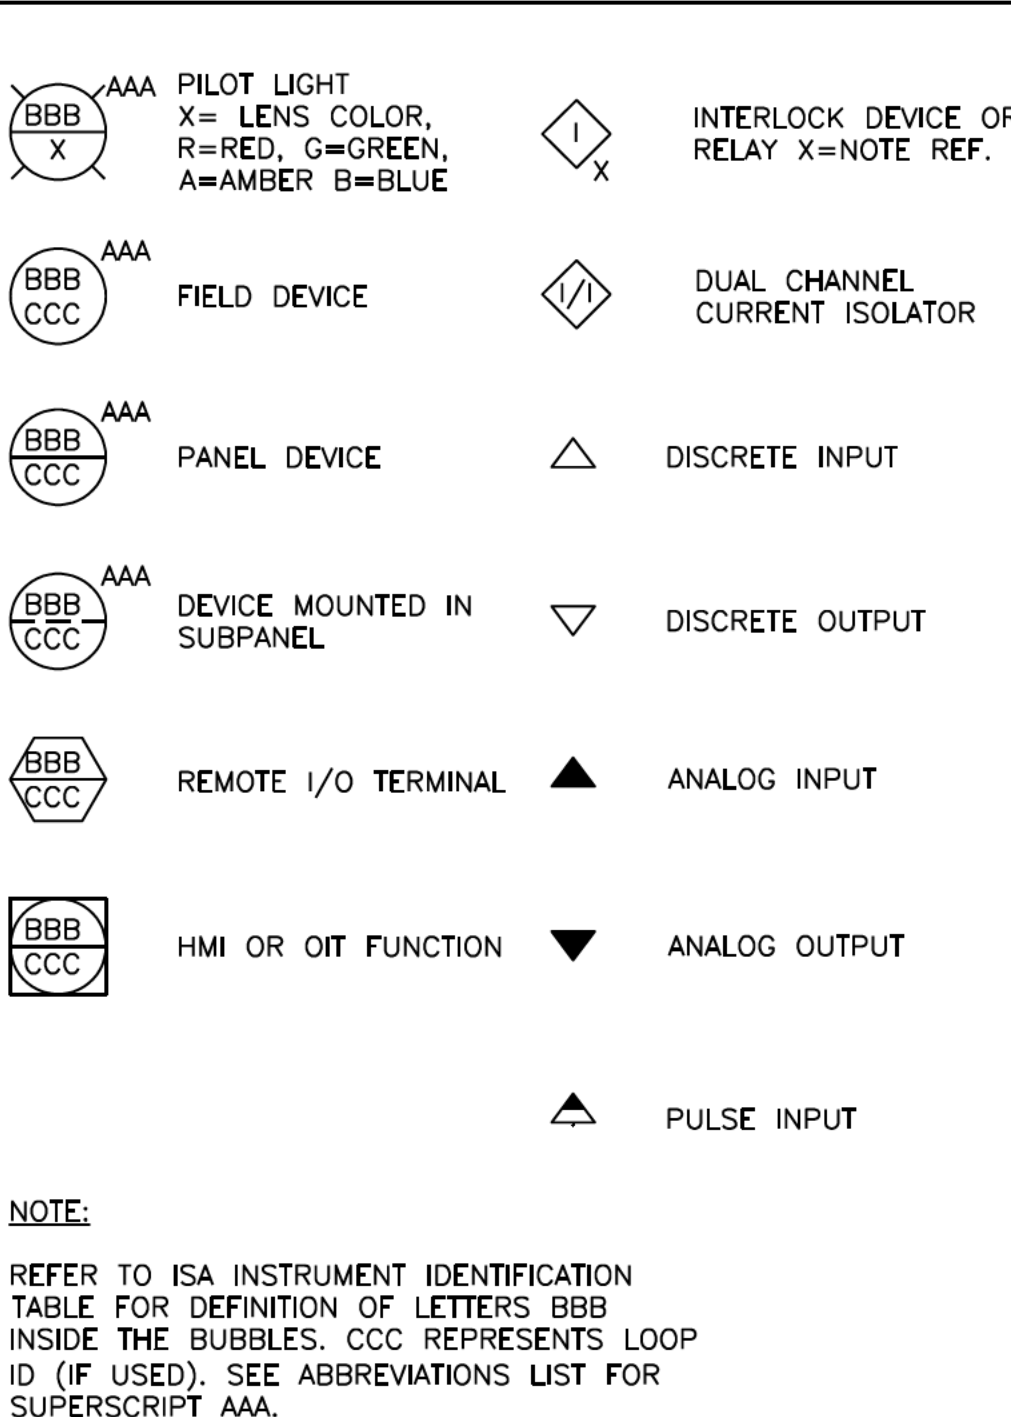 AAA
BBB
X
PILOT LIGHT
X= LENS COLOR,
R=RED, G=GREEN,
A=AMBER B=BLUE
I
X
INTERLOCK DEVICE OR
RELAY X=NOTE REF.
AAA
BBB
CCC
FIELD DEVICE
I/I
DUAL CHANNEL
CURRENT ISOLATOR
AAA
BBB
CCC
PANEL DEVICE
DISCRETE INPUT
AAA
BBB
CCC
DEVICE MOUNTED IN
SUBPANEL
DISCRETE OUTPUT
BBB
CCC
REMOTE I/O TERMINAL
ANALOG INPUT
BBB
CCC
HMI OR OIT FUNCTION
ANALOG OUTPUT
PULSE INPUT
NOTE:
REFER TO ISA INSTRUMENT IDENTIFICATION
TABLE FOR DEFINITION OF LETTERS BBB
INSIDE THE BUBBLES. CCC REPRESENTS LOOP
ID (IF USED). SEE ABBREVIATIONS LIST FOR
SUPERSCRIPT AAA.